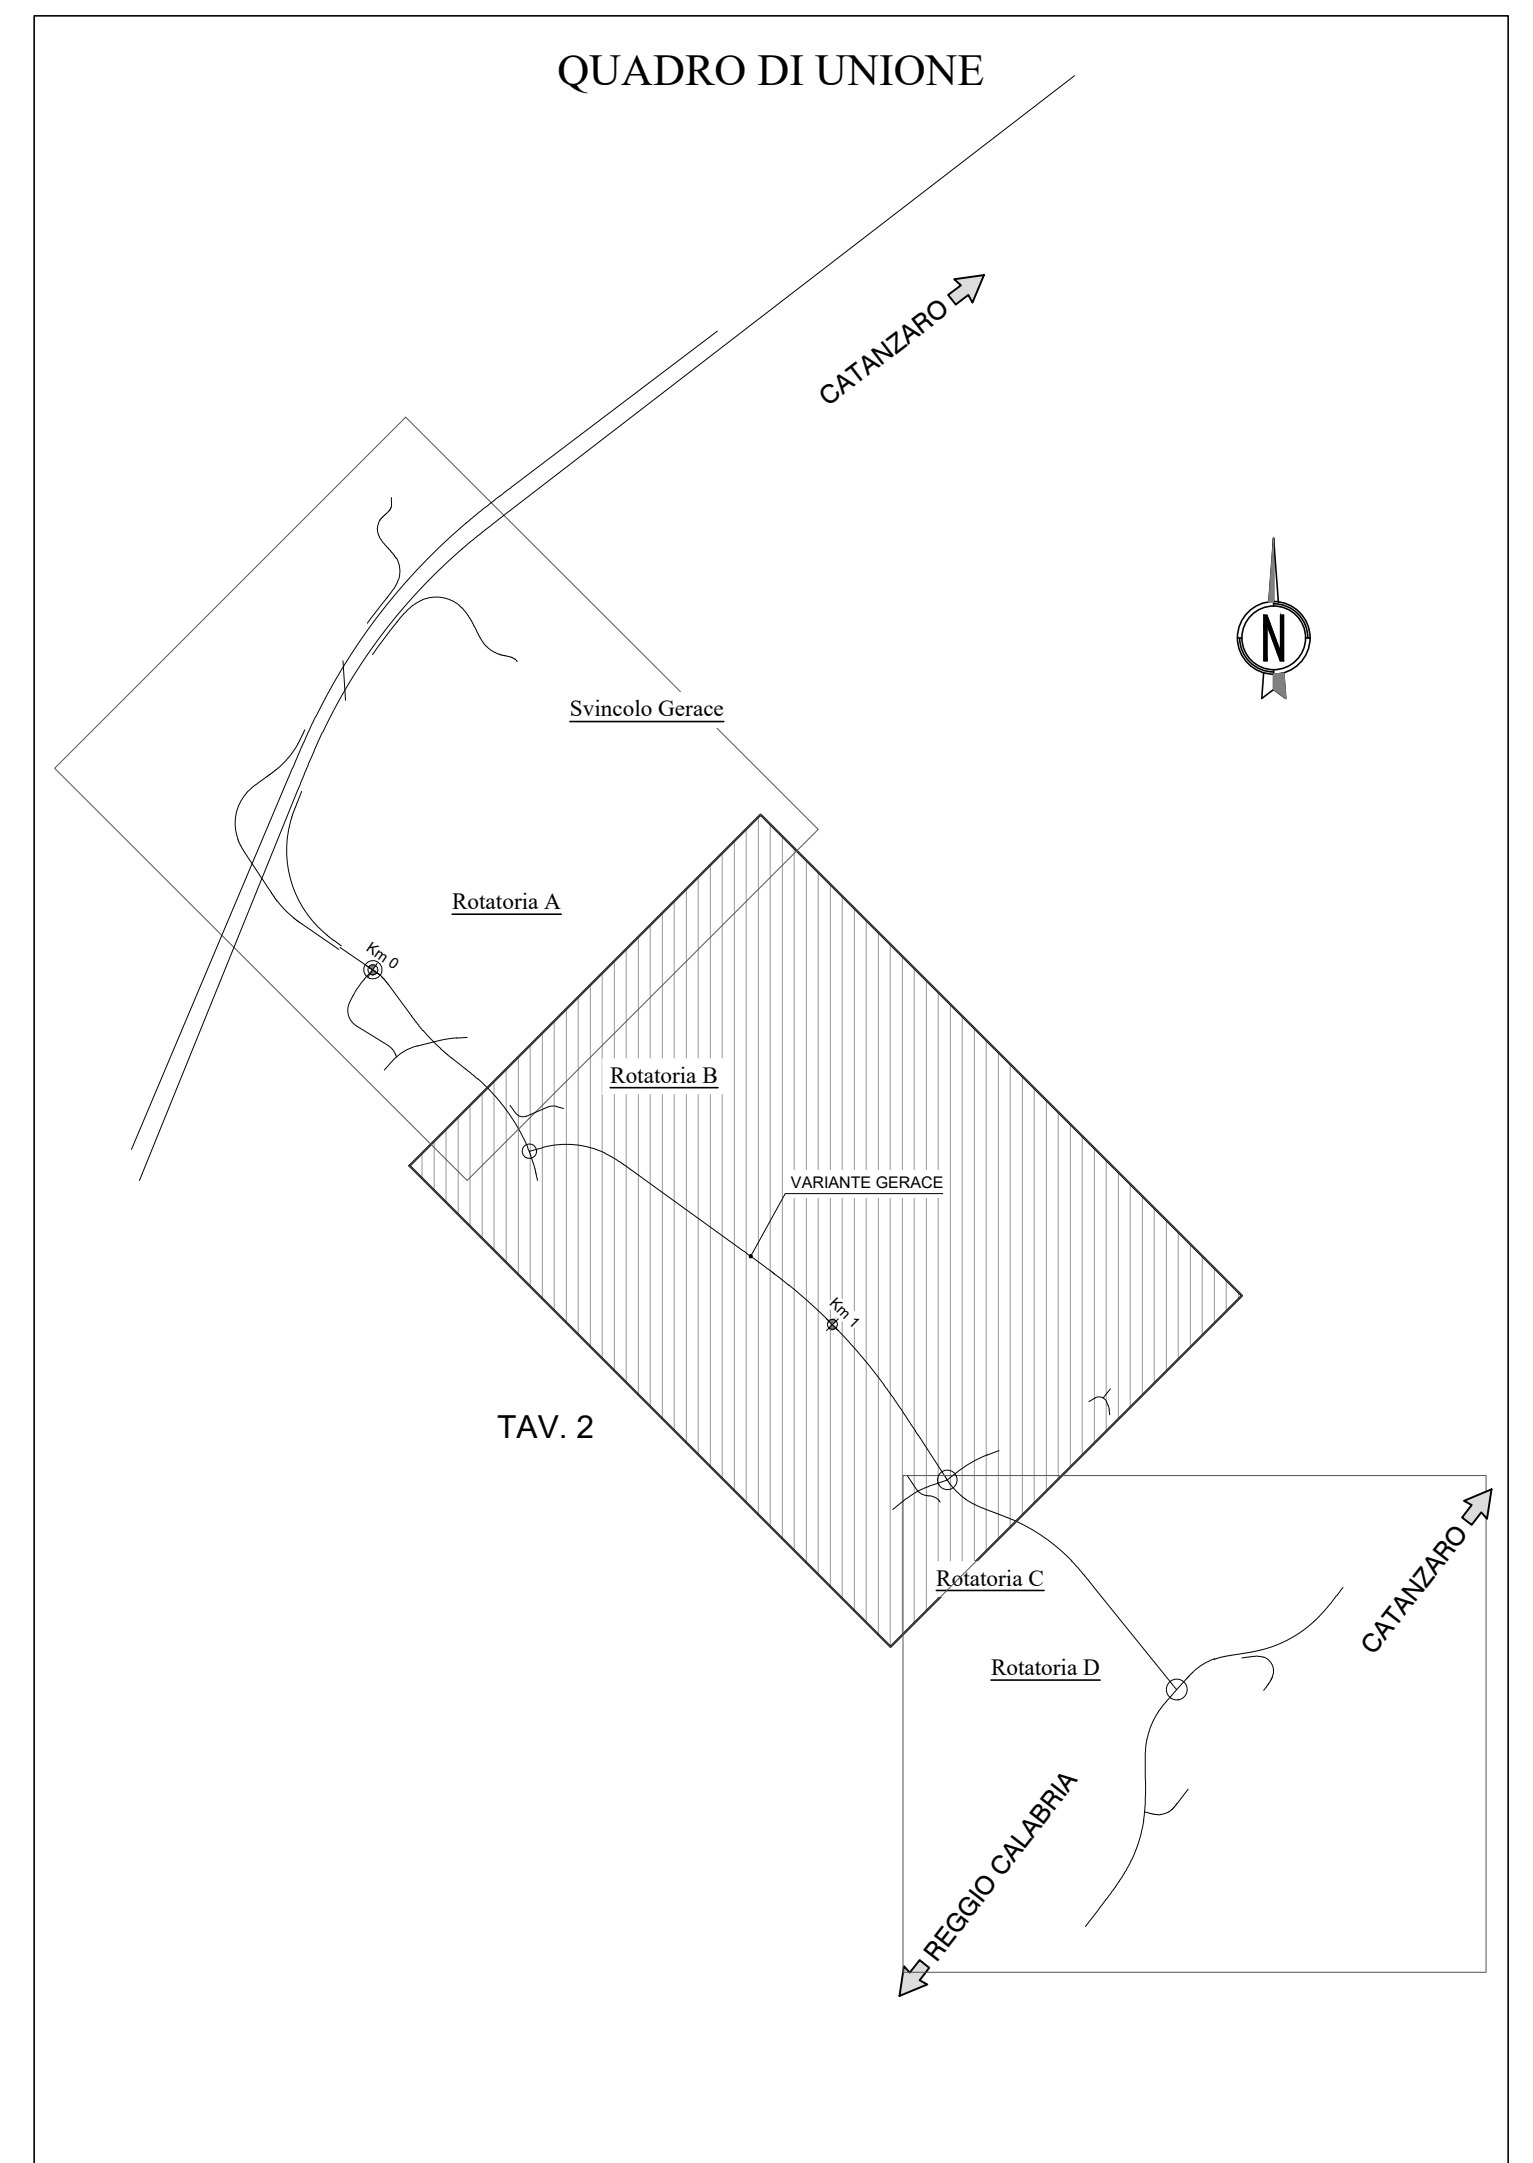 QUADRO DI UNIONE
CATANZARO
N
Svincolo Gerace
Rotatoria A
Km 0
Rotatoria B
VARIANTE GERACE
Km 1
TAV. 2
CATANZARO
Rotatoria C
Rotatoria D
REGGIO CALABRIA